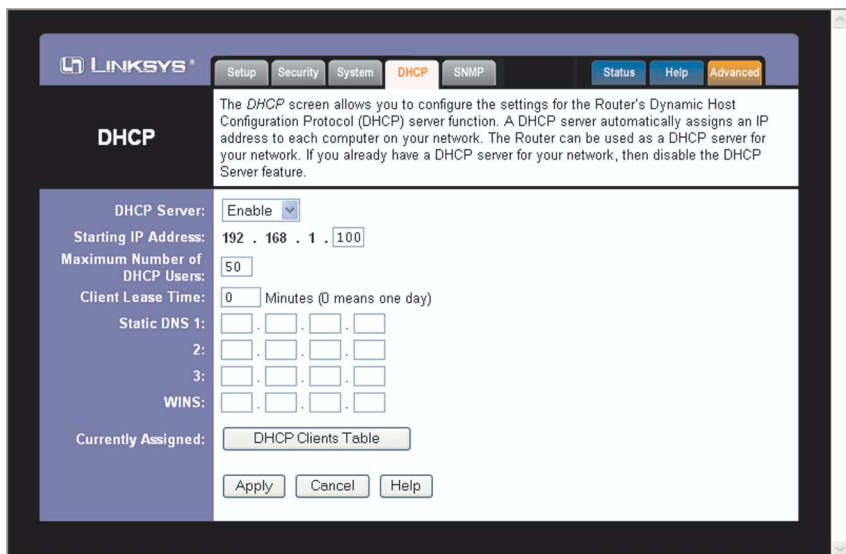 LINKSYS®
Setup Security System DHCP SNMP Status Help Advanced
DHCP
The DHCP screen allows you to configure the settings for the Router's Dynamic Host
Configuration Protocol (DHCP) server function. A DHCP server automatically assigns an IP
address to each computer on your network. The Router can be used as a DHCP server for
your network. If you already have a DHCP server for your network, then disable the DHCP
Server feature.
DHCP Server: Enable
Starting IP Address: 192 . 168 . 1 . 100
Maximum Number of
DHCP Users: 50
Client Lease Time: 0 Minutes (0 means one day)
Static DNS 1: . . .
2: . . .
3: . . .
WINS: . . .
Currently Assigned: DHCP Clients Table
Apply Cancel Help